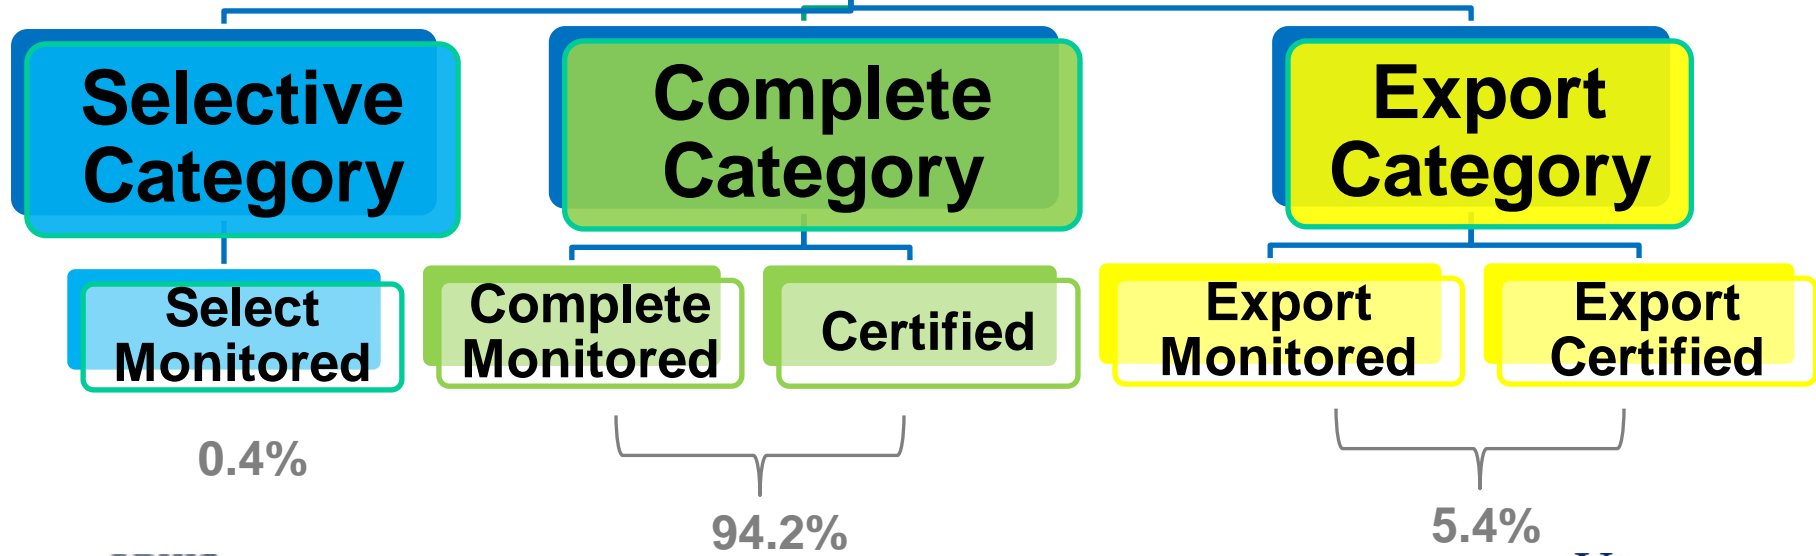 Selective
Category
Complete
Category
Export
Category
Select
Monitored
Complete
Monitored
Certified
Export
Monitored
Export
Certified
0.4%
94.2%
5.4%